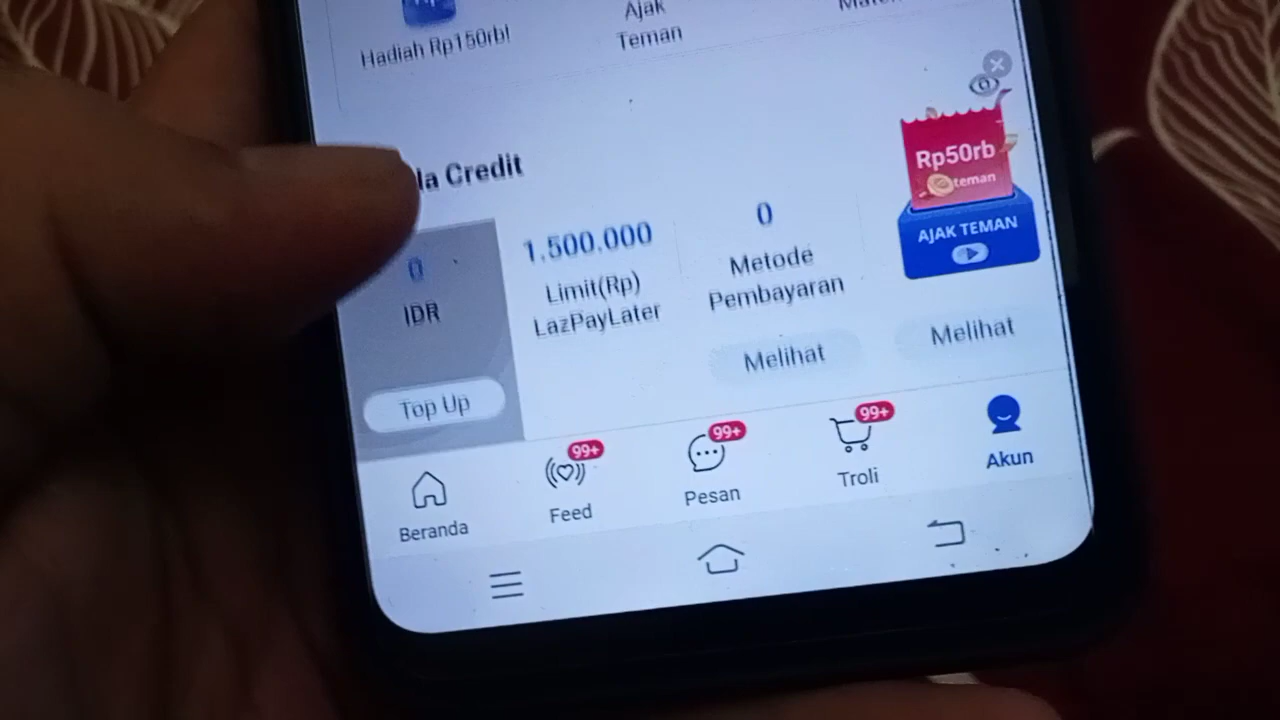 Hadiah Rp150rb!
Ajak
Teman
la Credit
0
IDR
Top Up
1.500.000
Limit(Rp)
LazPayLater
0
Metode
Pembayaran
Melihat
Rp50rb
teman
AJAK TEMAN
Melihat
Beranda
99+
Feed
99+
Pesan
99+
Troli
Akun